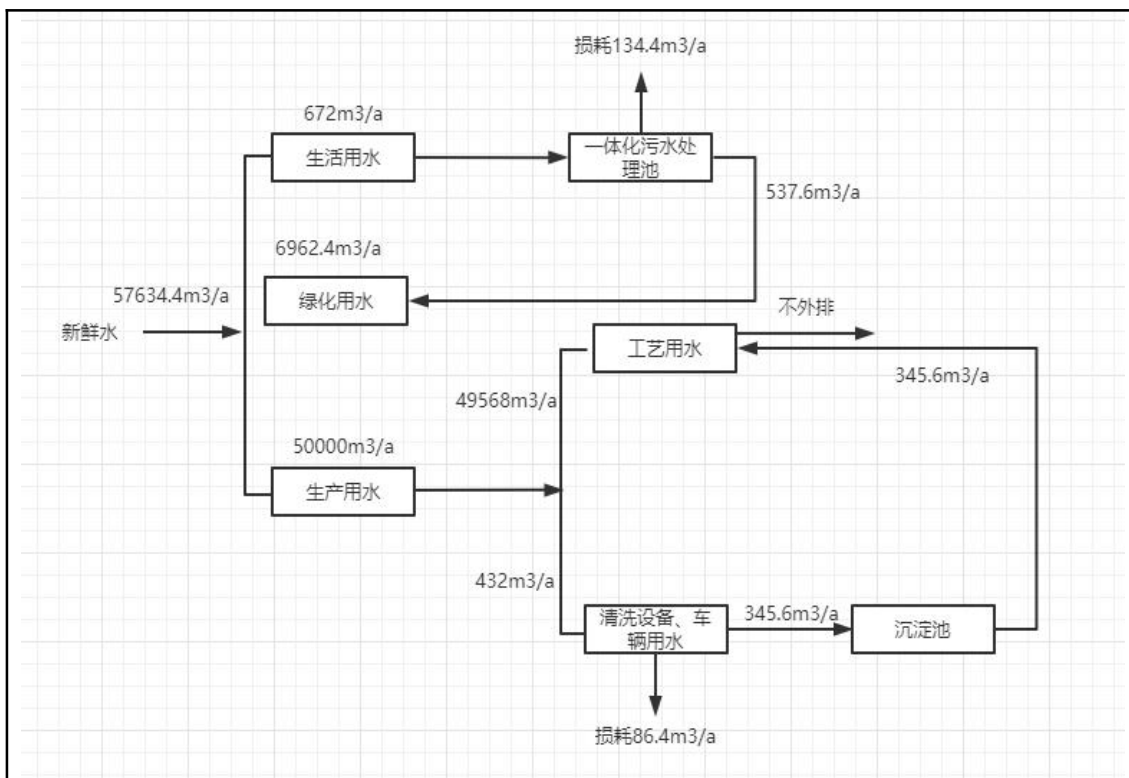 损耗134.4m3/a
672m3/a
生活用水
一体化污水处
理池
537.6m3/a
6962.4m3/a
绿化用水
57634.4m3/a
新鲜水
不外排
工艺用水
345.6m3/a
49568m3/a
50000m3/a
生产用水
432m3/a
清洗设备、车
辆用水
345.6m3/a
沉淀池
损耗86.4m3/a